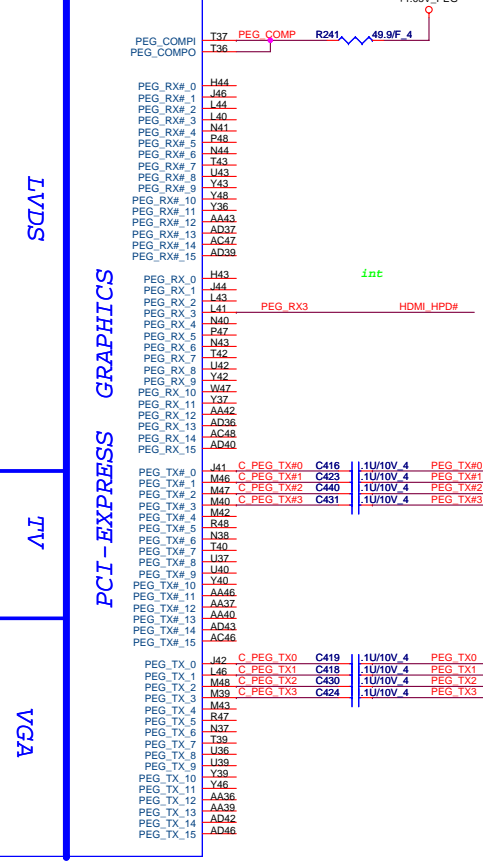 PEG_COMPI T37 PEG_COMP R241 49.9/F_4
PEG_COMPO T36
PEG_RX#_0 H44
PEG_RX#_1 J46
PEG_RX#_2 L44
PEG_RX#_3 L40
PEG_RX#_4 N41
PEG_RX#_5 P48
PEG_RX#_6 N44
PEG_RX#_7 T43
PEG_RX#_8 U43
PEG_RX#_9 Y43
PEG_RX#_10 Y48
PEG_RX#_11 Y36
PEG_RX#_12 AA43
PEG_RX#_13 AD37
PEG_RX#_14 AC47
PEG_RX#_15 AD39
LVDS
int
PEG_RX_0 H43
PEG_RX_1 J44
PEG_RX_2 L43
PEG_RX_3 L41 PEG_RX3 HDMI_HPD#
PEG_RX_4 N40
PEG_RX_5 P47
PEG_RX_6 N43
PEG_RX_7 T42
PEG_RX_8 U42
PEG_RX_9 Y42
PEG_RX_10 W47
PEG_RX_11 Y37
PEG_RX_12 AA42
PEG_RX_13 AD36
PEG_RX_14 AC48
PEG_RX_15 AD40
PCI-EXPRESS GRAPHICS
PEG_TX#_0 J41 C_PEG_TX#0 C416 .1U/10V_4 PEG_TX#0
PEG_TX#_1 M46 C_PEG_TX#1 C423 .1U/10V_4 PEG_TX#1
PEG_TX#_2 M47 C_PEG_TX#2 C440 .1U/10V_4 PEG_TX#2
PEG_TX#_3 M40 C_PEG_TX#3 C431 .1U/10V_4 PEG_TX#3
PEG_TX#_4 M42
PEG_TX#_5 R48
PEG_TX#_6 N38
PEG_TX#_7 T40
PEG_TX#_8 U37
PEG_TX#_9 U40
PEG_TX#_10 Y40
PEG_TX#_11 AA46
PEG_TX#_12 AA37
PEG_TX#_13 AA40
PEG_TX#_14 AD43
PEG_TX#_15 AC46
TV
PEG_TX_0 J42 C_PEG_TX0 C419 .1U/10V_4 PEG_TX0
PEG_TX_1 L46 C_PEG_TX1 C418 .1U/10V_4 PEG_TX1
PEG_TX_2 M48 C_PEG_TX2 C430 .1U/10V_4 PEG_TX2
PEG_TX_3 M39 C_PEG_TX3 C424 .1U/10V_4 PEG_TX3
PEG_TX_4 M43
PEG_TX_5 R47
PEG_TX_6 N37
PEG_TX_7 T39
PEG_TX_8 U36
PEG_TX_9 U39
PEG_TX_10 Y39
PEG_TX_11 Y46
PEG_TX_12 AA36
PEG_TX_13 AA39
PEG_TX_14 AD42
PEG_TX_15 AD46
VGA